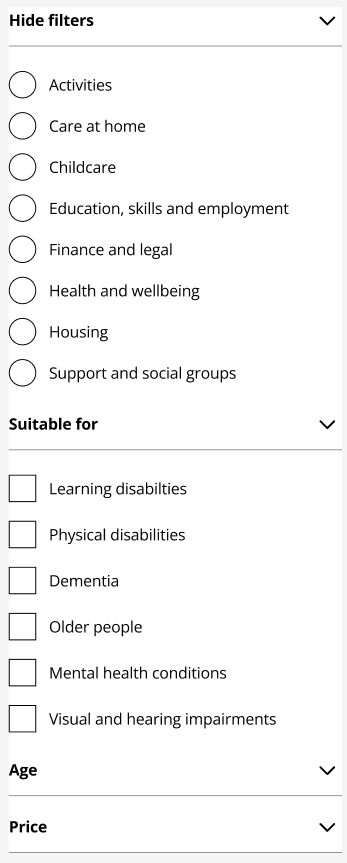 Hide filters
Activities
Care at home
Childcare
Education, skills and employment
Finance and legal
Health and wellbeing
Housing
Support and social groups
Suitable for
Learning disabilties
Physical disabilities
Dementia
Older people
Mental health conditions
Visual and hearing impairments
Age
Price